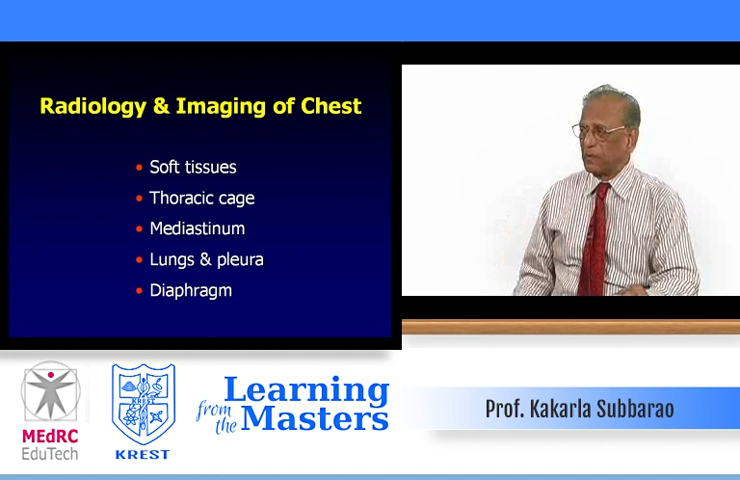 Radiology & Imaging of Chest
• Soft tissues
• Thoracic cage
• Mediastinum
• Lungs & pleura
• Diaphragm
MEdRC
EduTech
KREST
KREST
Learning
from the
Masters
Prof. Kakarla Subbarao